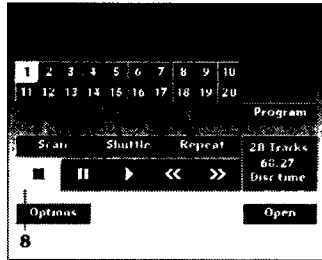 1 2 3 4 5 6 7 8 9 10
11 12 13 14 15 16 17 18 19 20
Program
Scan Shuttle Repeat
20 Tracks
60.27
Disc time
Options
Open
8